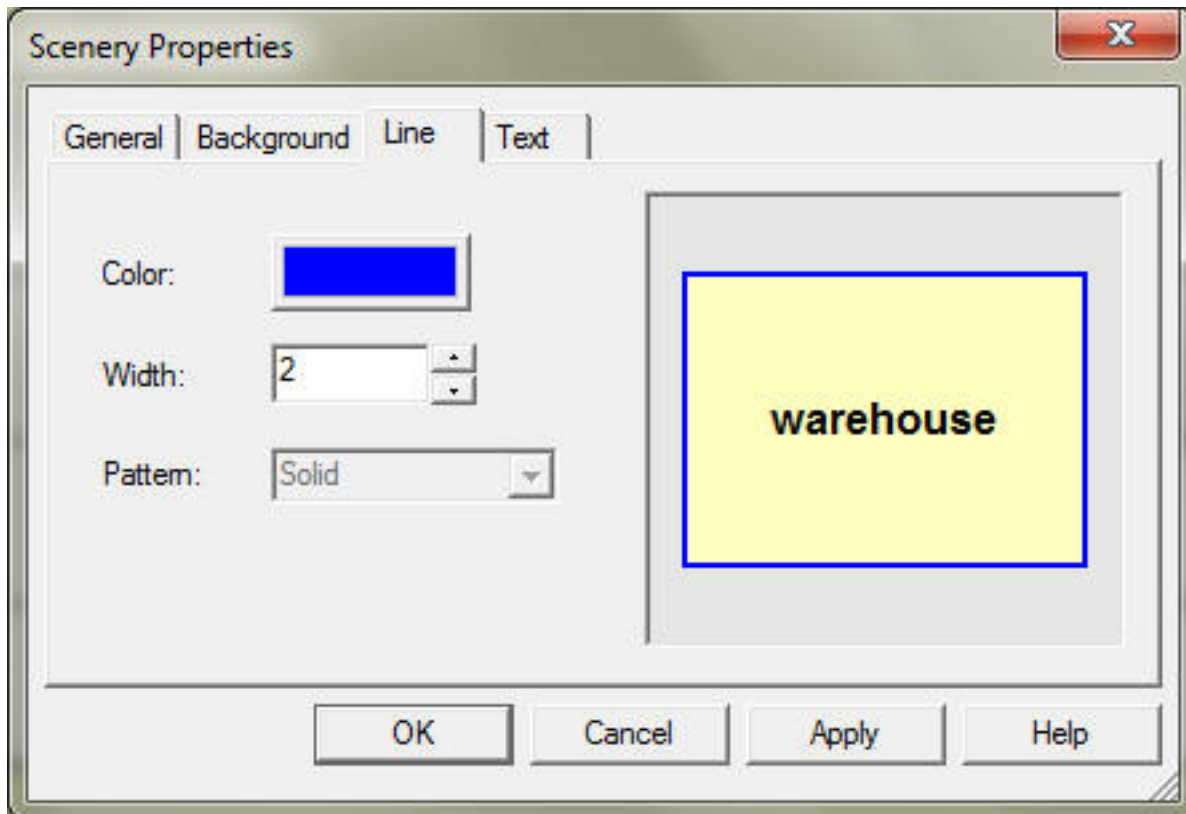 Scenery Properties
General Background Line Text
Color:
Width: 2
Pattern: Solid
warehouse
OK Cancel Apply Help